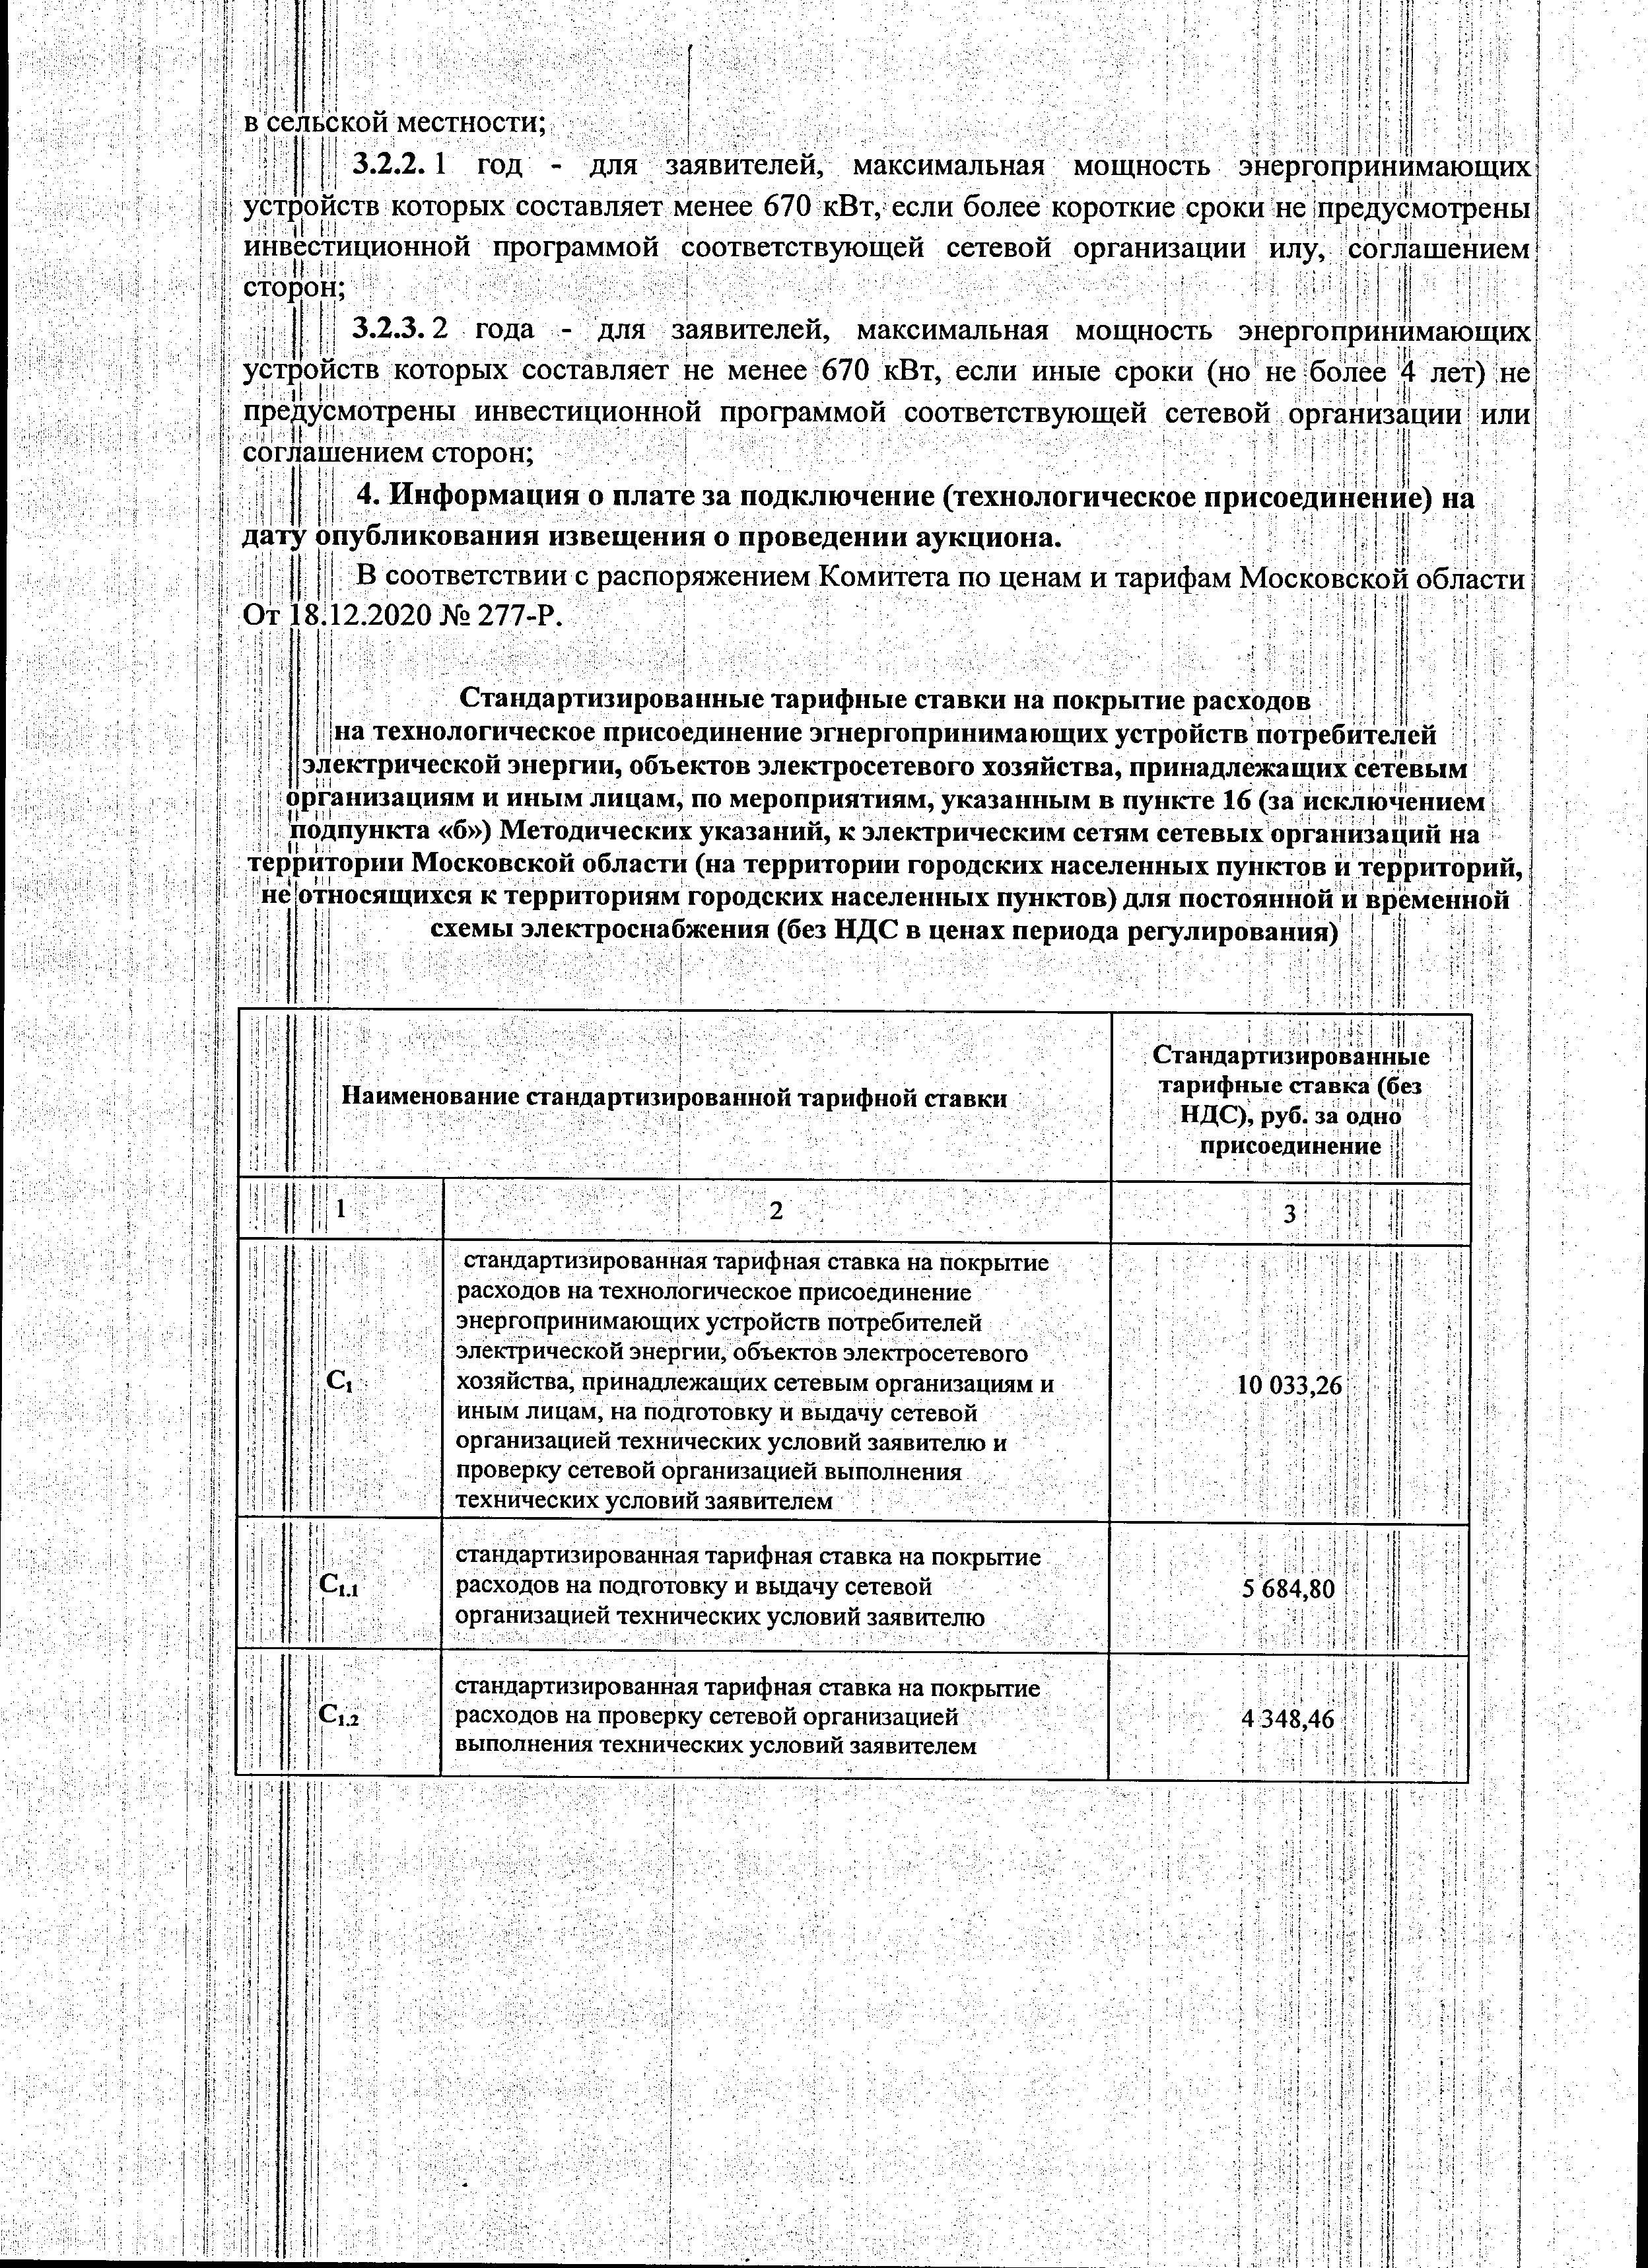 в сельской местности;
3.2.2. 1 год - для заявителей, максимальная мощность энергопринимающих
устройств которых составляет менее 670 кВт, если более короткие сроки не предусмотрены
инвестиционной программой соответствующей сетевой организации илу, соглашением
сторон;
3.2.3. 2 года - для заявителей, максимальная мощность энергопринимающих
устройств которых составляет не менее 670 кВт, если иные сроки (но не более 4 лет) не
предусмотрены инвестиционной программой соответствующей сетевой организации или
соглашением сторон;
4. Информация о плате за подключение (технологическое присоединение) на
дату опубликования извещения о проведении аукциона.
В соответствии с распоряжением Комитета по ценам и тарифам Московской области
От 18.12.2020 № 277-Р.
Стандартизированные тарифные ставки на покрытие расходов
на технологическое присоединение эгнергопринимающих устройств потребителей
электрической энергии, объектов электросетевого хозяйства, принадлежащих сетевым
организациям и иным лицам, по мероприятиям, указанным в пункте 16 (за исключением
подпункта «б») Методических указаний, к электрическим сетям сетевых организаций на
территории Московской области (на территории городских населенных пунктов и территорий,
не относящихся к территориям городских населенных пунктов) для постоянной и временной
схемы электроснабжения (без НДС в ценах периода регулирования)
Наименование стандартизированной тарифной ставки
Стандартизированные
тарифные ставка (без
НДС), руб. за одно
присоединение
1
2
3
С1
стандартизированная тарифная ставка на покрытие
расходов на технологическое присоединение
энергопринимающих устройств потребителей
электрической энергии, объектов электросетевого
хозяйства, принадлежащих сетевым организациям и
иным лицам, на подготовку и выдачу сетевой
организацией технических условий заявителю и
проверку сетевой организацией выполнения
технических условий заявителем
10 033,26
С1.1
стандартизированная тарифная ставка на покрытие
расходов на подготовку и выдачу сетевой
организацией технических условий заявителю
5 684,80
С1.2
стандартизированная тарифная ставка на покрытие
расходов на проверку сетевой организацией
выполнения технических условий заявителем
4 348,46